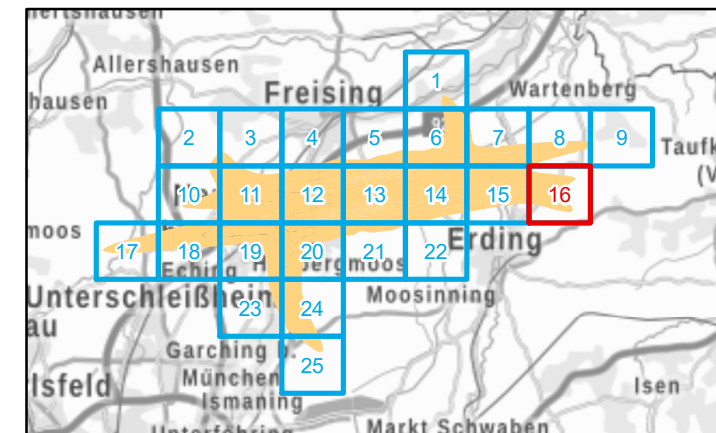 Allershausen
1
Freising
Wartenberg
hausen
2 3 4 5 6 7 8 9
Taufk
(V
10 11 12 13 14 15 16
moos
17 18 19 20 21 22
Erding
Eching
bergmoos
Unterschleißheim
23 24
Moosinning
au
Garching b.
München
25
lsfeld
Ismaning
Isen
Markt Schwaben